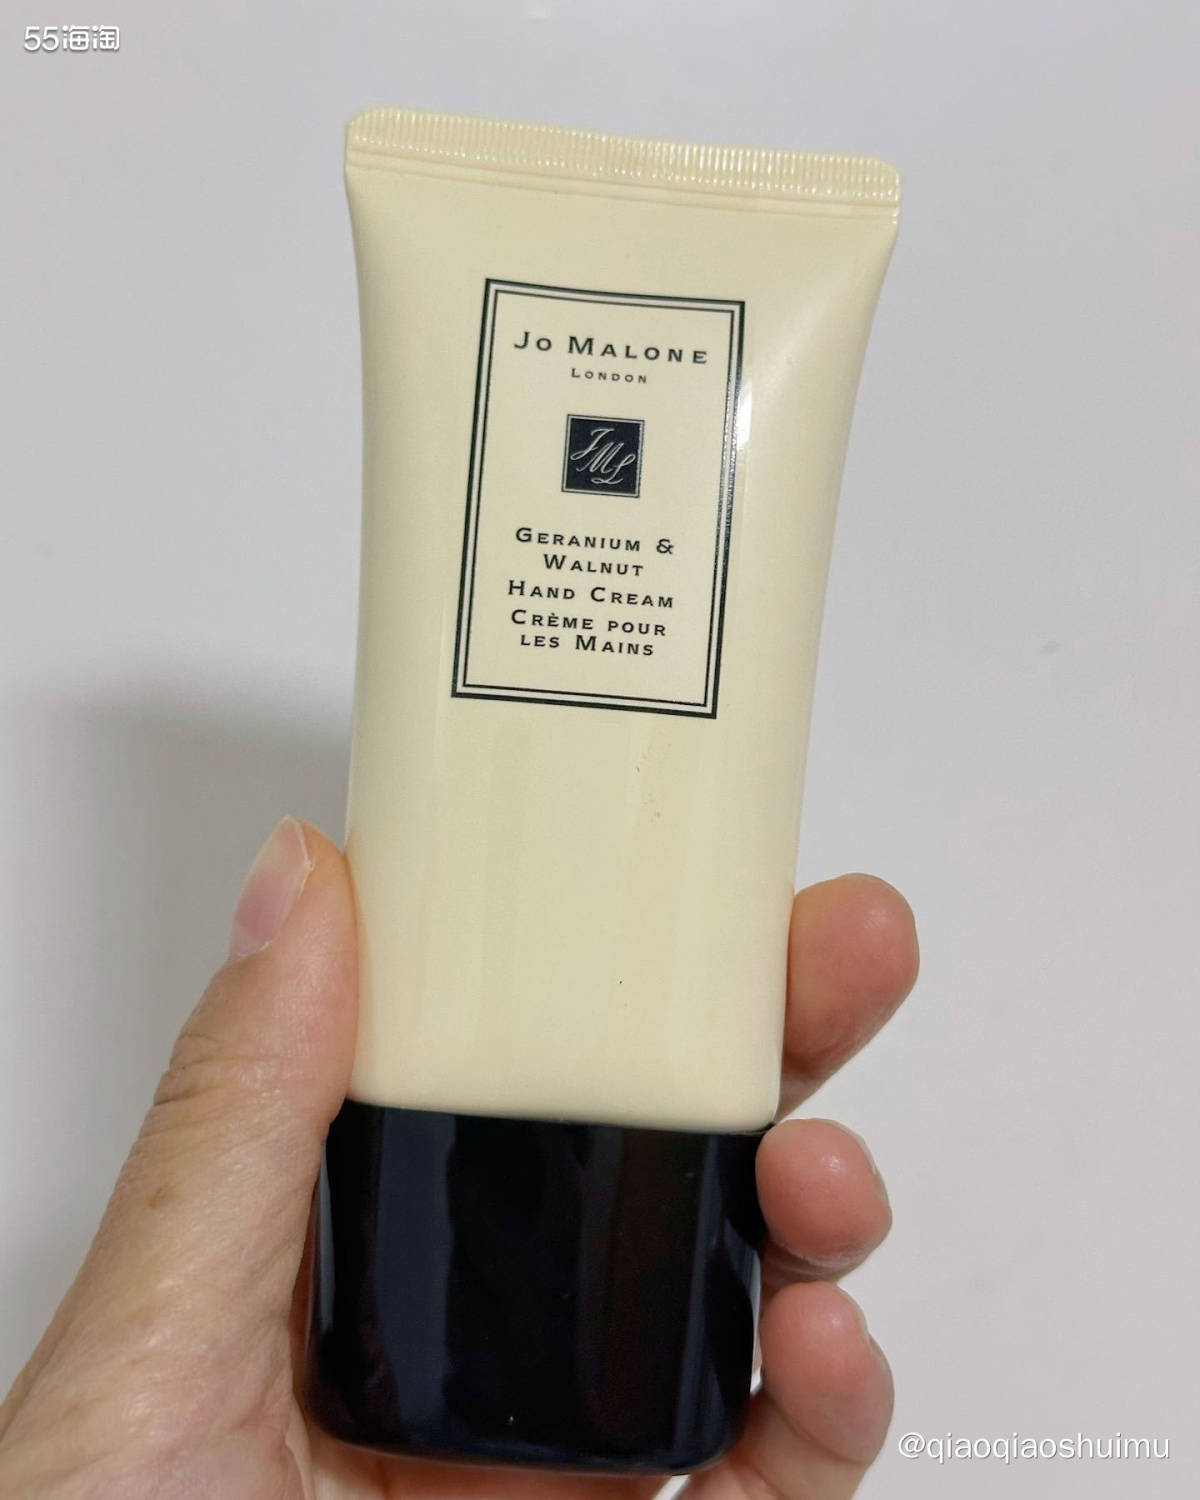 55海淘
Jo Malone
London
JML
Geranium &
Walnut
Hand Cream
Crème pour
les Mains
@qiaoqiaoshuimu